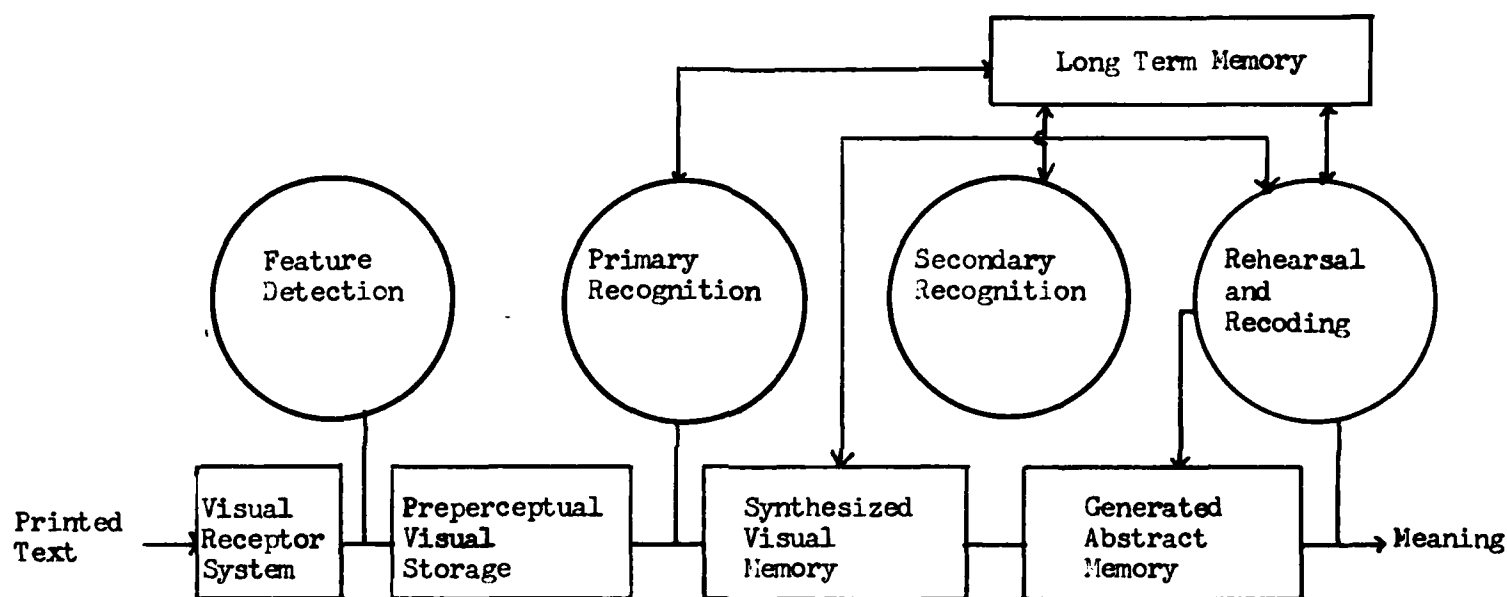 Long Term Memory
Feature
Detection
Primary
Recognition
Secondary
Recognition
Rehearsal
and
Recoding
Printed
Text
Visual
Receptor
System
Preperceptual
Visual
Storage
Synthesized
Visual
Memory
Generated
Abstract
Memory
Meaning